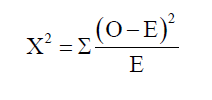 X² = Σ (O − E)² / E